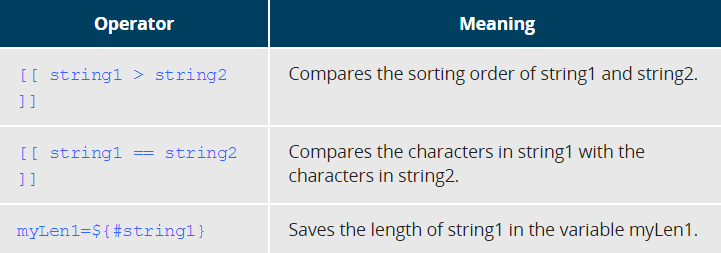 Operator Meaning
[[ string1 > string2 Compares the sorting order of string1 and string2.
]]
[[ string1 == string2 Compares the characters in string1 with the
]] characters in string2.
myLen1=${#string1} Saves the length of string1 in the variable myLen1.